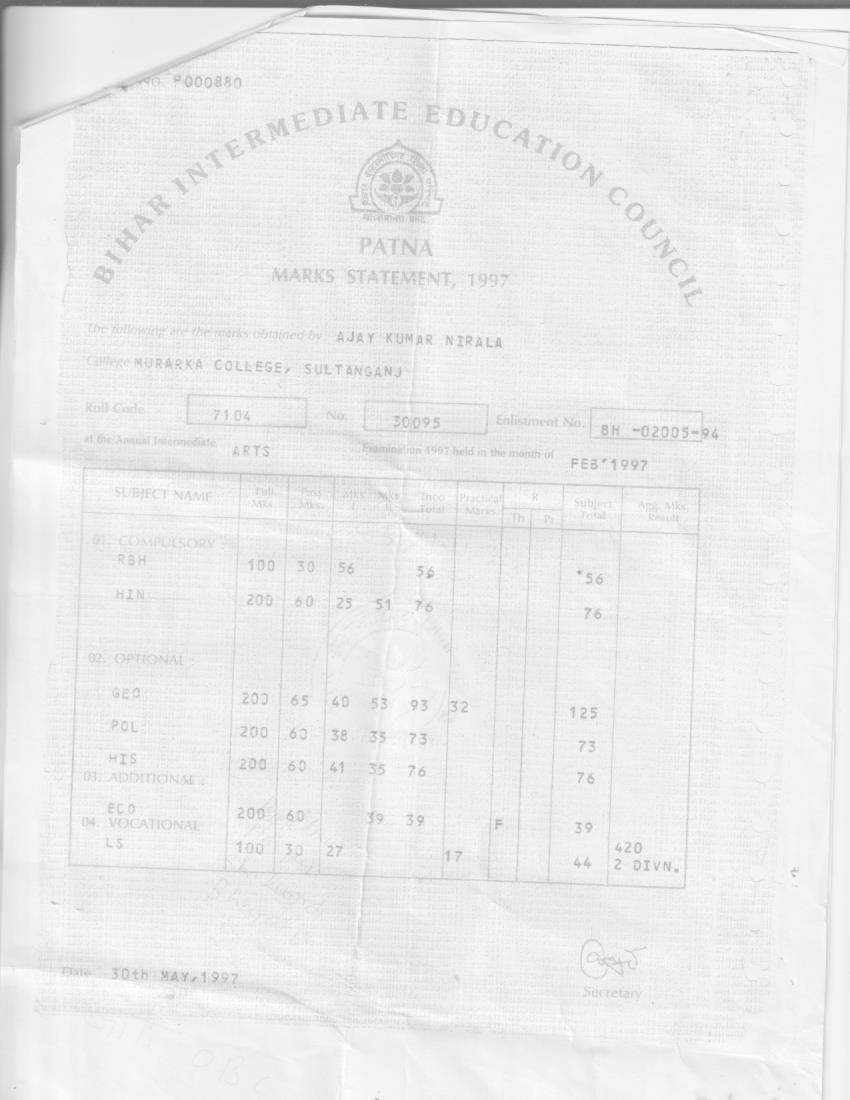 NO. P000880
BIHAR INTERMEDIATE EDUCATION COUNCIL
PATNA
MARKS STATEMENT, 1997
The following are the marks obtained by AJAY KUMAR NIRALA
College MURARKA COLLEGE, SULTANGANJ
Roll Code 7104 No. 30095 Enlistment No. BH -02005-94
at the Annual Intermediate ARTS Examination 1997 held in the month of FEB'1997
SUBJECT NAME Full Mks. Pass Mks. Mks. I Mks. II Theo Total Practical Marks R Th Pr Subject Total Agg. Mks. Result
01. COMPULSORY :
RBH 100 30 56 56 *56
HIN 200 60 25 51 76 76
02. OPTIONAL :
GEO 200 65 40 53 93 32 125
POL 200 60 38 35 73 73
HIS 200 60 41 35 76 76
03. ADDITIONAL :
ECO 200 60 39 39 F 39
04. VOCATIONAL
LS 100 30 27 17 44
420
2 DIVN.
Date 30th MAY,1997
Secretary
OBC